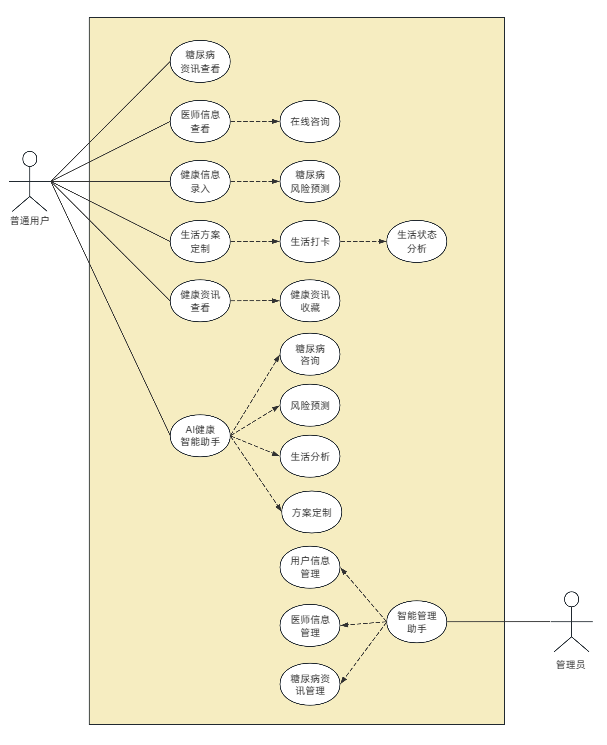 糖尿病
资讯查看
医师信息
查看
在线咨询
健康信息
录入
糖尿病
风险预测
普通用户
生活方案
定制
生活打卡
生活状态
分析
健康资讯
查看
健康资讯
收藏
糖尿病
咨询
风险预测
AI健康
智能助手
生活分析
方案定制
用户信息
管理
智能管理
助手
医师信息
管理
管理员
糖尿病资
讯管理